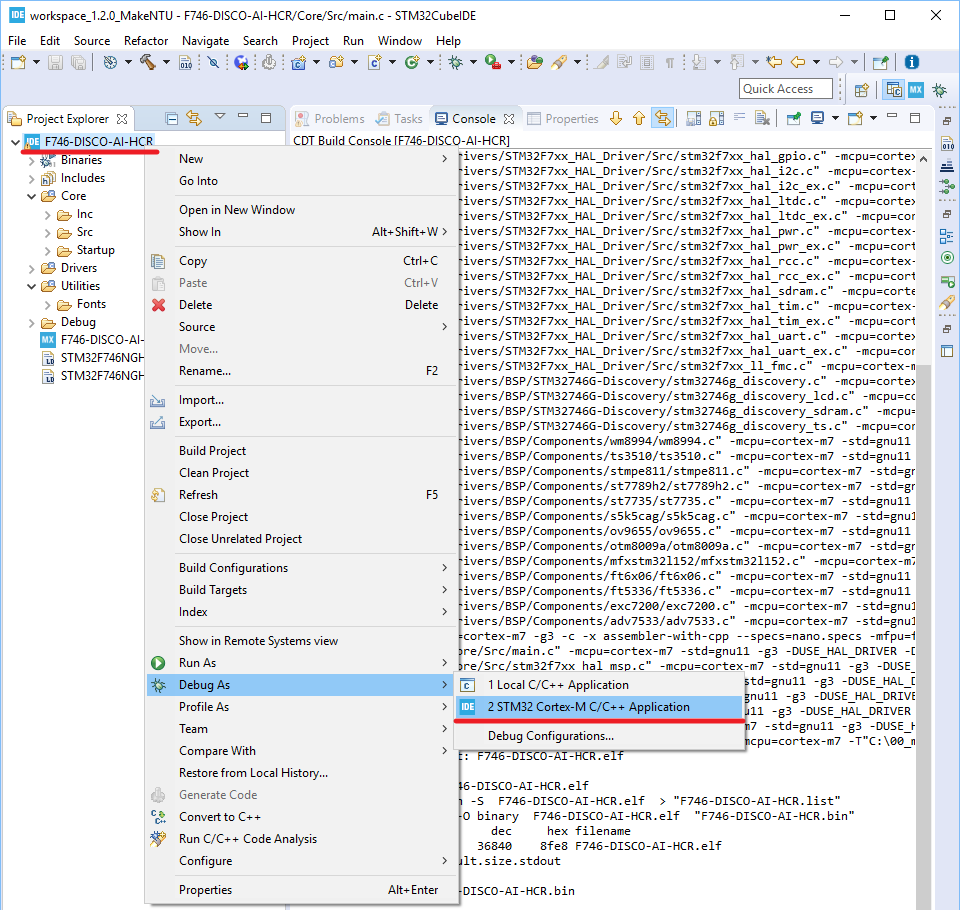 IDE workspace_1.2.0_MakeNTU - F746-DISCO-AI-HCR/Core/Src/main.c - STM32CubeIDE
File Edit Source Refactor Navigate Search Project Run Window Help
Quick Access
MX
Project Explorer
Problems Tasks Console Properties
IDE F746-DISCO-AI-HCR
CDT Build Console [F746-DISCO-AI-HCR]
Binaries
Includes
Core
Inc
Src
Startup
Drivers
Utilities
Fonts
Debug
MX F746-DISCO-AI-
STM32F746NGH
STM32F746NGH
New
Go Into
Open in New Window
Show In Alt+Shift+W
Copy Ctrl+C
Paste Ctrl+V
Delete Delete
Source
Move...
Rename... F2
Import...
Export...
Build Project
Clean Project
Refresh F5
Close Project
Close Unrelated Project
Build Configurations
Build Targets
Index
Show in Remote Systems view
Run As
Debug As
Profile As
Team
Compare With
Restore from Local History...
Generate Code
Convert to C++
Run C/C++ Code Analysis
Configure
Properties Alt+Enter
1 Local C/C++ Application
IDE 2 STM32 Cortex-M C/C++ Application
Debug Configurations...
rivers/STM32F7xx_HAL_Driver/Src/stm32f7xx_hal_gpio.c" -mcpu=cortex
rivers/STM32F7xx_HAL_Driver/Src/stm32f7xx_hal_i2c.c" -mcpu=cortex-
rivers/STM32F7xx_HAL_Driver/Src/stm32f7xx_hal_i2c_ex.c" -mcpu=cort
rivers/STM32F7xx_HAL_Driver/Src/stm32f7xx_hal_ltdc.c" -mcpu=cortex
rivers/STM32F7xx_HAL_Driver/Src/stm32f7xx_hal_ltdc_ex.c" -mcpu=cor
rivers/STM32F7xx_HAL_Driver/Src/stm32f7xx_hal_pwr.c" -mcpu=cortex-
rivers/STM32F7xx_HAL_Driver/Src/stm32f7xx_hal_pwr_ex.c" -mcpu=cort
rivers/STM32F7xx_HAL_Driver/Src/stm32f7xx_hal_rcc.c" -mcpu=cortex-
rivers/STM32F7xx_HAL_Driver/Src/stm32f7xx_hal_rcc_ex.c" -mcpu=cort
rivers/STM32F7xx_HAL_Driver/Src/stm32f7xx_hal_sdram.c" -mcpu=corte
rivers/STM32F7xx_HAL_Driver/Src/stm32f7xx_hal_tim.c" -mcpu=cortex-
rivers/STM32F7xx_HAL_Driver/Src/stm32f7xx_hal_tim_ex.c" -mcpu=cort
rivers/STM32F7xx_HAL_Driver/Src/stm32f7xx_hal_uart.c" -mcpu=cortex
rivers/STM32F7xx_HAL_Driver/Src/stm32f7xx_hal_uart_ex.c" -mcpu=cor
rivers/STM32F7xx_HAL_Driver/Src/stm32f7xx_ll_fmc.c" -mcpu=cortex-m
rivers/BSP/STM32746G-Discovery/stm32746g_discovery.c" -mcpu=cortex
rivers/BSP/STM32746G-Discovery/stm32746g_discovery_lcd.c" -mcpu=co
rivers/BSP/STM32746G-Discovery/stm32746g_discovery_sdram.c" -mcpu=
rivers/BSP/STM32746G-Discovery/stm32746g_discovery_ts.c" -mcpu=cor
rivers/BSP/Components/wm8994/wm8994.c" -mcpu=cortex-m7 -std=gnu11
rivers/BSP/Components/ts3510/ts3510.c" -mcpu=cortex-m7 -std=gnu11
rivers/BSP/Components/stmpe811/stmpe811.c" -mcpu=cortex-m7 -std=gn
rivers/BSP/Components/st7789h2/st7789h2.c" -mcpu=cortex-m7 -std=gn
rivers/BSP/Components/st7735/st7735.c" -mcpu=cortex-m7 -std=gnu11
rivers/BSP/Components/s5k5cag/s5k5cag.c" -mcpu=cortex-m7 -std=gnu1
rivers/BSP/Components/ov9655/ov9655.c" -mcpu=cortex-m7 -std=gnu11
rivers/BSP/Components/otm8009a/otm8009a.c" -mcpu=cortex-m7 -std=gn
rivers/BSP/Components/mfxstm32l152/mfxstm32l152.c" -mcpu=cortex-m7
rivers/BSP/Components/ft6x06/ft6x06.c" -mcpu=cortex-m7 -std=gnu11
rivers/BSP/Components/ft5336/ft5336.c" -mcpu=cortex-m7 -std=gnu11
rivers/BSP/Components/exc7200/exc7200.c" -mcpu=cortex-m7 -std=gnu1
rivers/BSP/Components/adv7533/adv7533.c" -mcpu=cortex-m7 -std=gnu1
=cortex-m7 -g3 -c -x assembler-with-cpp --specs=nano.specs -mfpu=f
ore/Src/main.c" -mcpu=cortex-m7 -std=gnu11 -g3 -DUSE_HAL_DRIVER -D
ore/Src/stm32f7xx_hal_msp.c" -mcpu=cortex-m7 -std=gnu11 -g3 -DUSE_
mcpu=cortex-m7 -T"C:\00_m
t: F746-DISCO-AI-HCR.elf
46-DISCO-AI-HCR.elf
n -S F746-DISCO-AI-HCR.elf > "F746-DISCO-AI-HCR.list"
-O binary F746-DISCO-AI-HCR.elf "F746-DISCO-AI-HCR.bin"
dec hex filename
36840 8fe8 F746-DISCO-AI-HCR.elf
ult.size.stdout
-DISCO-AI-HCR.bin